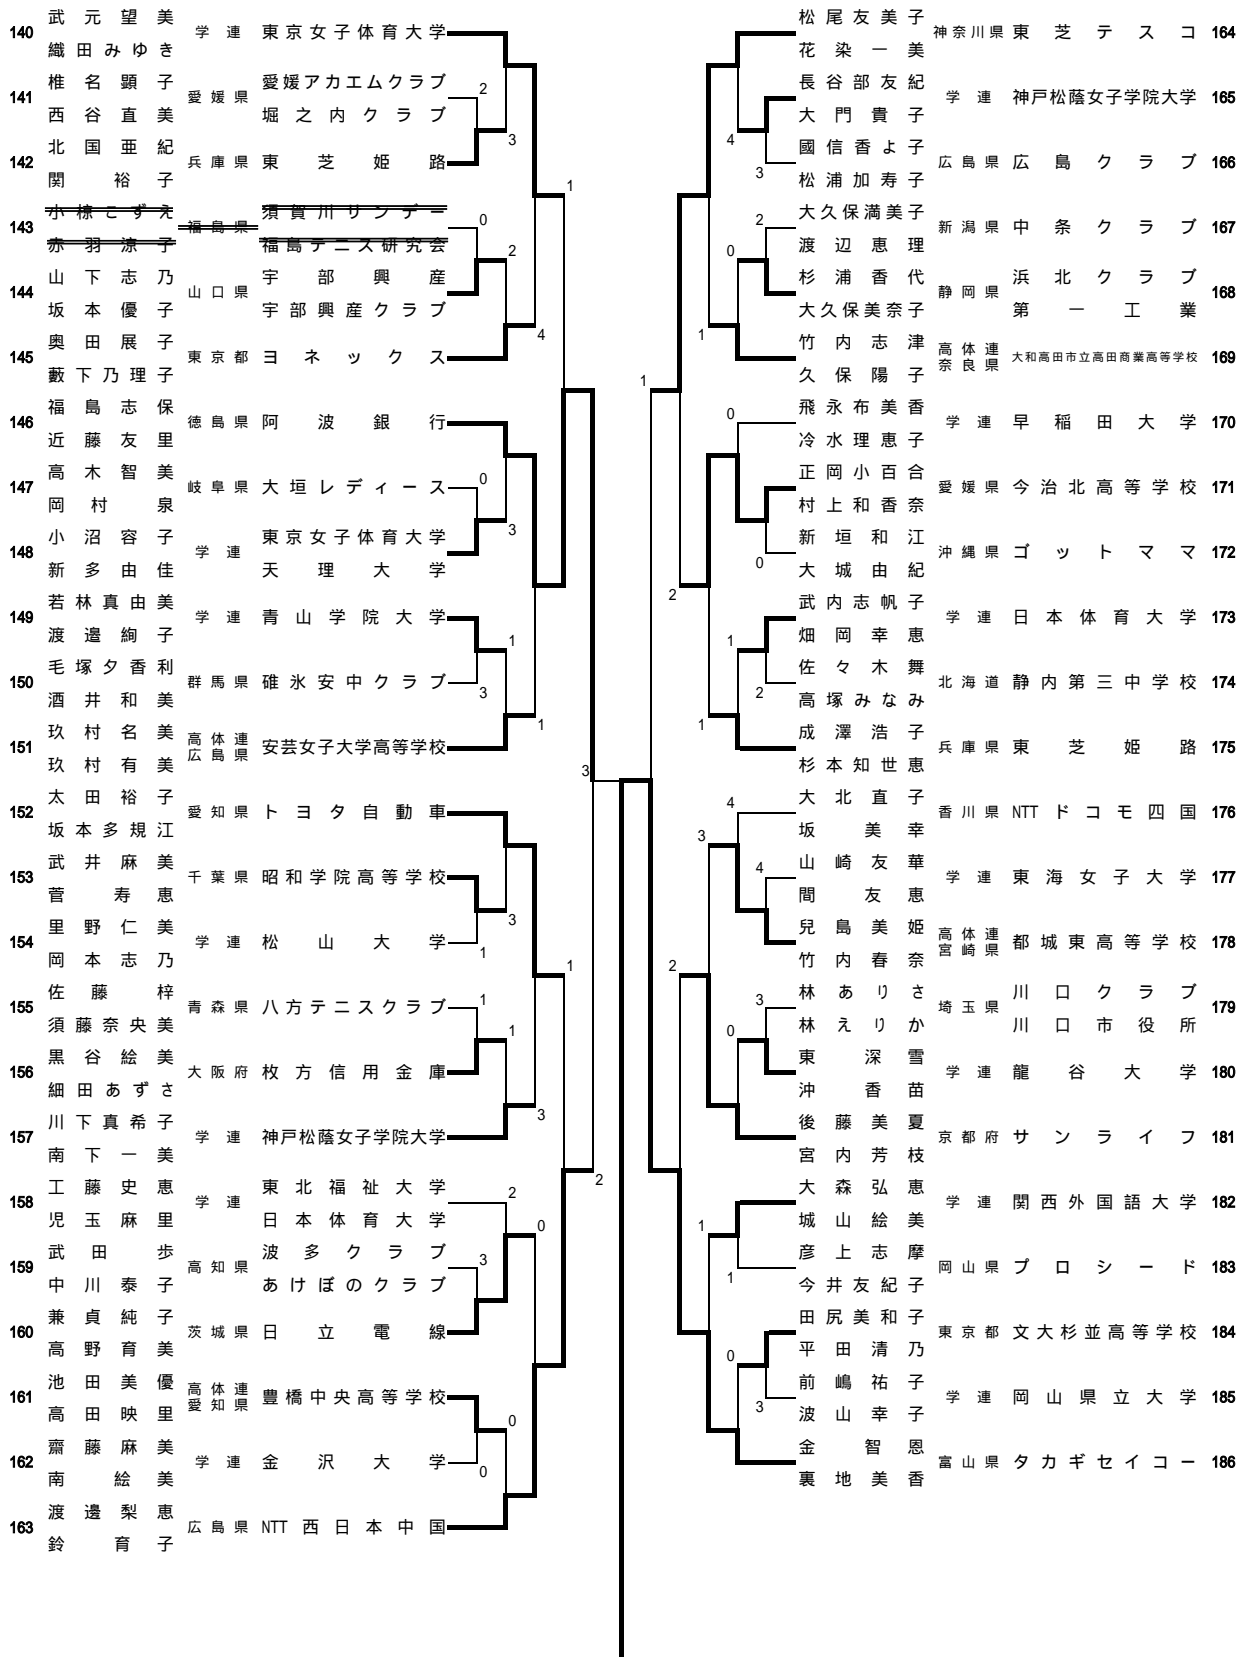 140 武元望美 学連 東京女子体育大学
織田みゆき
141 椎名顕子 愛媛県 愛媛アカエムクラブ 2
西谷直美 堀之内クラブ
142 北国亜紀 兵庫県 東芝姫路 3
関裕子
1
143 小椋こずえ 福島県 須賀川リンデー 0
赤羽涼子 福島テニス研究会 2
144 山下志乃 山口県 宇部興産
坂本優子 宇部興産クラブ
4
145 奥田展子 東京都 ヨネックス
藪下乃理子
146 福島志保 徳島県 阿波銀行
近藤友里
147 高木智美 岐阜県 大垣レディース 0
岡村泉
3
148 小沼容子 学連 東京女子体育大学
新多由佳 天理大学
149 若林真由美 学連 青山学院大学
渡邉絢子 1
150 毛塚夕香利 群馬県 碓氷安中クラブ 3
酒井和美
1
151 玖村名美 高体連 広島県 安芸女子大学高等学校
玖村有美
3
152 太田裕子 愛知県 トヨタ自動車
坂本多規江
153 武井麻美 千葉県 昭和学院高等学校
菅寿恵
3
154 里野仁美 学連 松山大学 1
岡本志乃
1
155 佐藤梓 青森県 八方テニスクラブ 1
須藤奈央美 1
156 黒谷絵美 大阪府 枚方信用金庫
細田あずさ
3
157 川下真希子 学連 神戸松蔭女子学院大学
南下一美
2
158 工藤史恵 学連 東北福祉大学 2
児玉麻里 日本体育大学 0
159 武田歩 高知県 波多クラブ 3
中川泰子 あけぼのクラブ
160 兼貞純子 茨城県 日立電線
高野育美
161 池田美優 高体連 愛知県 豊橋中央高等学校
高田映里 0
162 齋藤麻美 学連 金沢大学 0
南絵美
163 渡邊梨恵 広島県 NTT西日本中国
鈴育子
松尾友美子 神奈川県 東芝テスコ 164
花染一美
長谷部友紀 学連 神戸松蔭女子学院大学 165
大門貴子
4
國信香よ子 広島県 広島クラブ 166
3 松浦加寿子
2 大久保満美子 新潟県 中条クラブ 167
渡辺恵理
0
杉浦香代 静岡県 浜北クラブ 168
大久保美奈子 第一工業
1
竹内志津 高体連 奈良県 大和高田市立高田商業高等学校 169
久保陽子
1
0 飛永布美香 学連 早稲田大学 170
冷水理恵子
正岡小百合 愛媛県 今治北高等学校 171
村上和香奈
新垣和江 沖縄県 ゴットママ 172
0 大城由紀
2
武内志帆子 学連 日本体育大学 173
1 畑岡幸恵
佐々木舞 北海道 静内第三中学校 174
2 高塚みなみ
1
成澤浩子 兵庫県 東芝姫路 175
杉本知世恵
4 大北直子 香川県 NTTドコモ四国 176
坂美幸
3
4 山崎友華 学連 東海女子大学 177
間友恵
兒島美姫 高体連 宮崎県 都城東高等学校 178
竹内春奈
2
3 林ありさ 埼玉県 川口クラブ 179
林えりか 川口市役所
0
東深雪 学連 龍谷大学 180
沖香苗
後藤美夏 京都府 サンライフ 181
宮内芳枝
大森弘恵 学連 関西外国語大学 182
1 城山絵美
彦上志摩 岡山県 プロシード 183
1 今井友紀子
田尻美和子 東京都 文大杉並高等学校 184
0 平田清乃
前嶋祐子 学連 岡山県立大学 185
3 波山幸子
金智恩 富山県 タカギセイコー 186
裏地美香